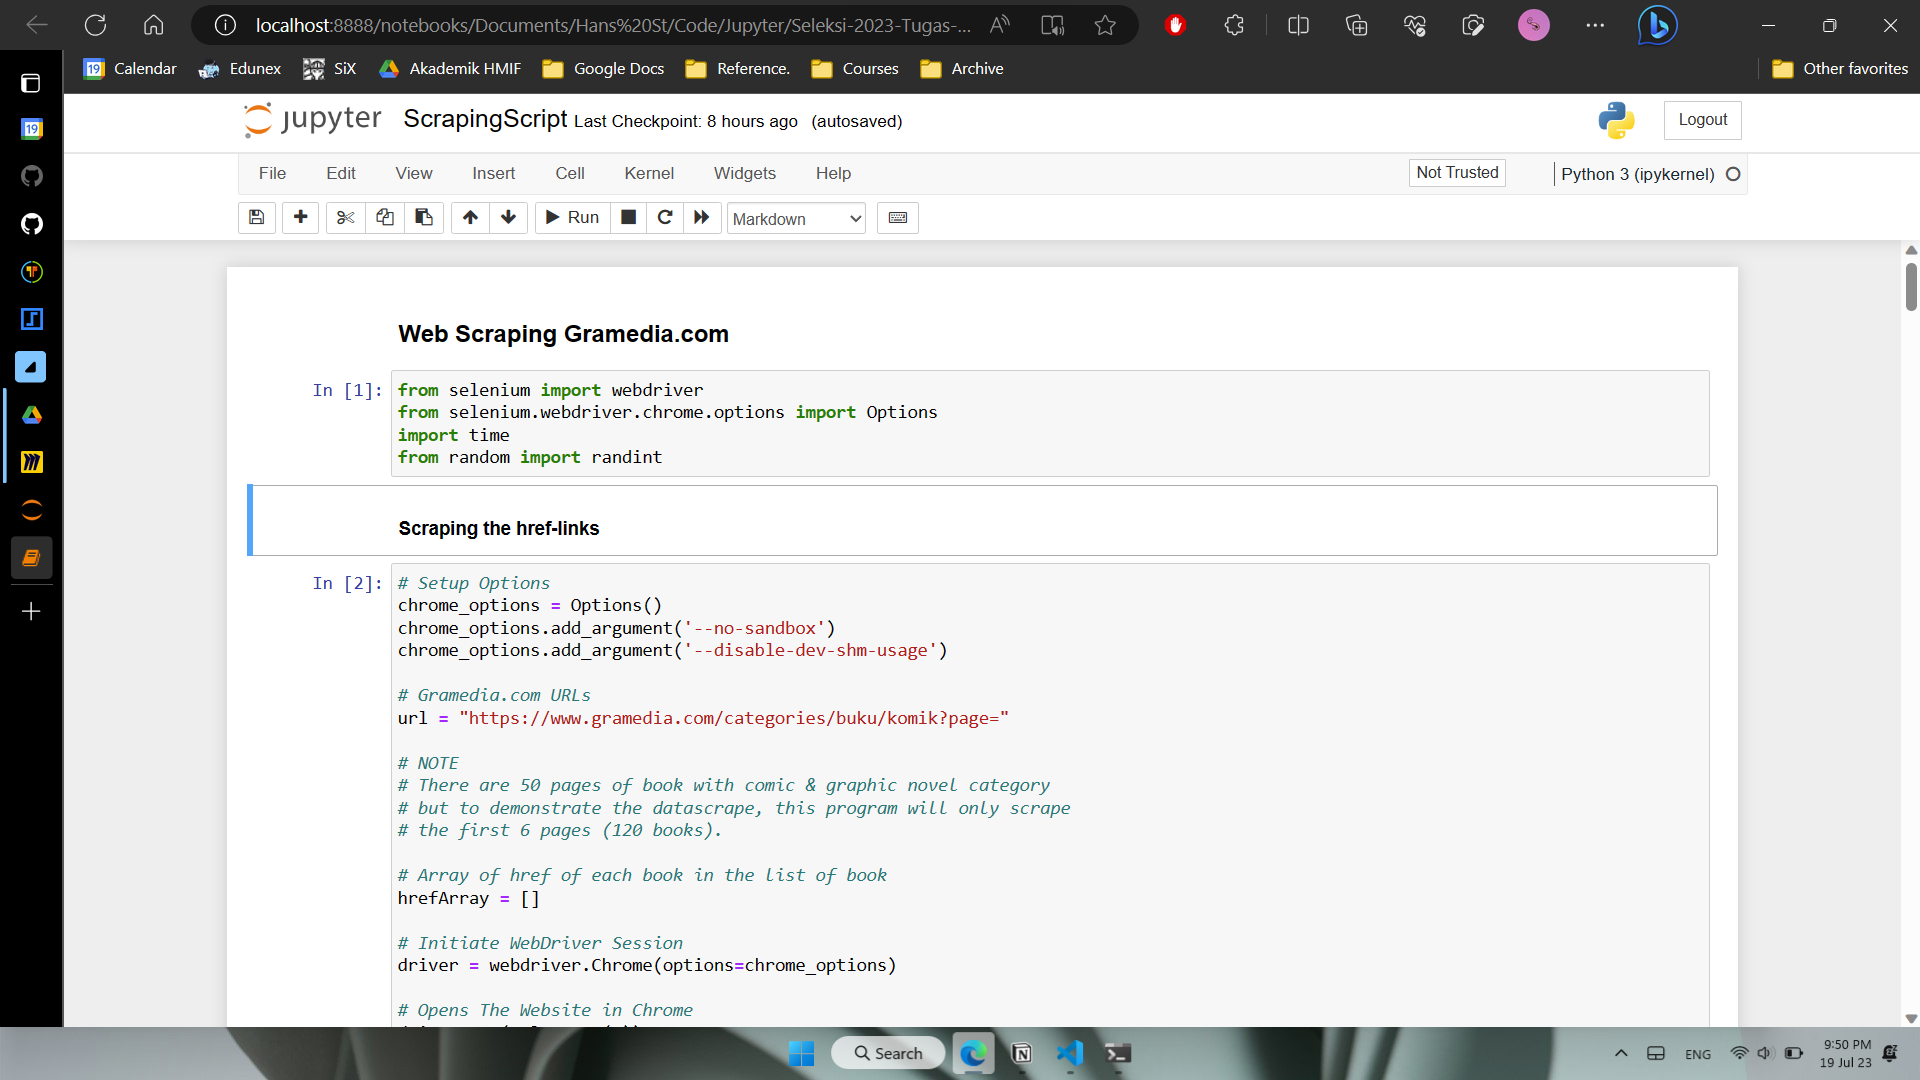 localhost:8888/notebooks/Documents/Hans%20St/Code/Jupyter/Seleksi-2023-Tugas-...
19 Calendar Edunex SiX Akademik HMIF Google Docs Reference. Courses Archive Other favorites
19
jupyter ScrapingScript Last Checkpoint: 8 hours ago (autosaved) Logout
File Edit View Insert Cell Kernel Widgets Help Not Trusted Python 3 (ipykernel)
Run Markdown
Web Scraping Gramedia.com
In [1]: from selenium import webdriver
from selenium.webdriver.chrome.options import Options
import time
from random import randint
Scraping the href-links
In [2]: # Setup Options
chrome_options = Options()
chrome_options.add_argument('--no-sandbox')
chrome_options.add_argument('--disable-dev-shm-usage')
# Gramedia.com URLs
url = "https://www.gramedia.com/categories/buku/komik?page="
# NOTE
# There are 50 pages of book with comic & graphic novel category
# but to demonstrate the datascrape, this program will only scrape
# the first 6 pages (120 books).
# Array of href of each book in the list of book
hrefArray = []
# Initiate WebDriver Session
driver = webdriver.Chrome(options=chrome_options)
# Opens The Website in Chrome
Search ENG 9:50 PM
19 Jul 23